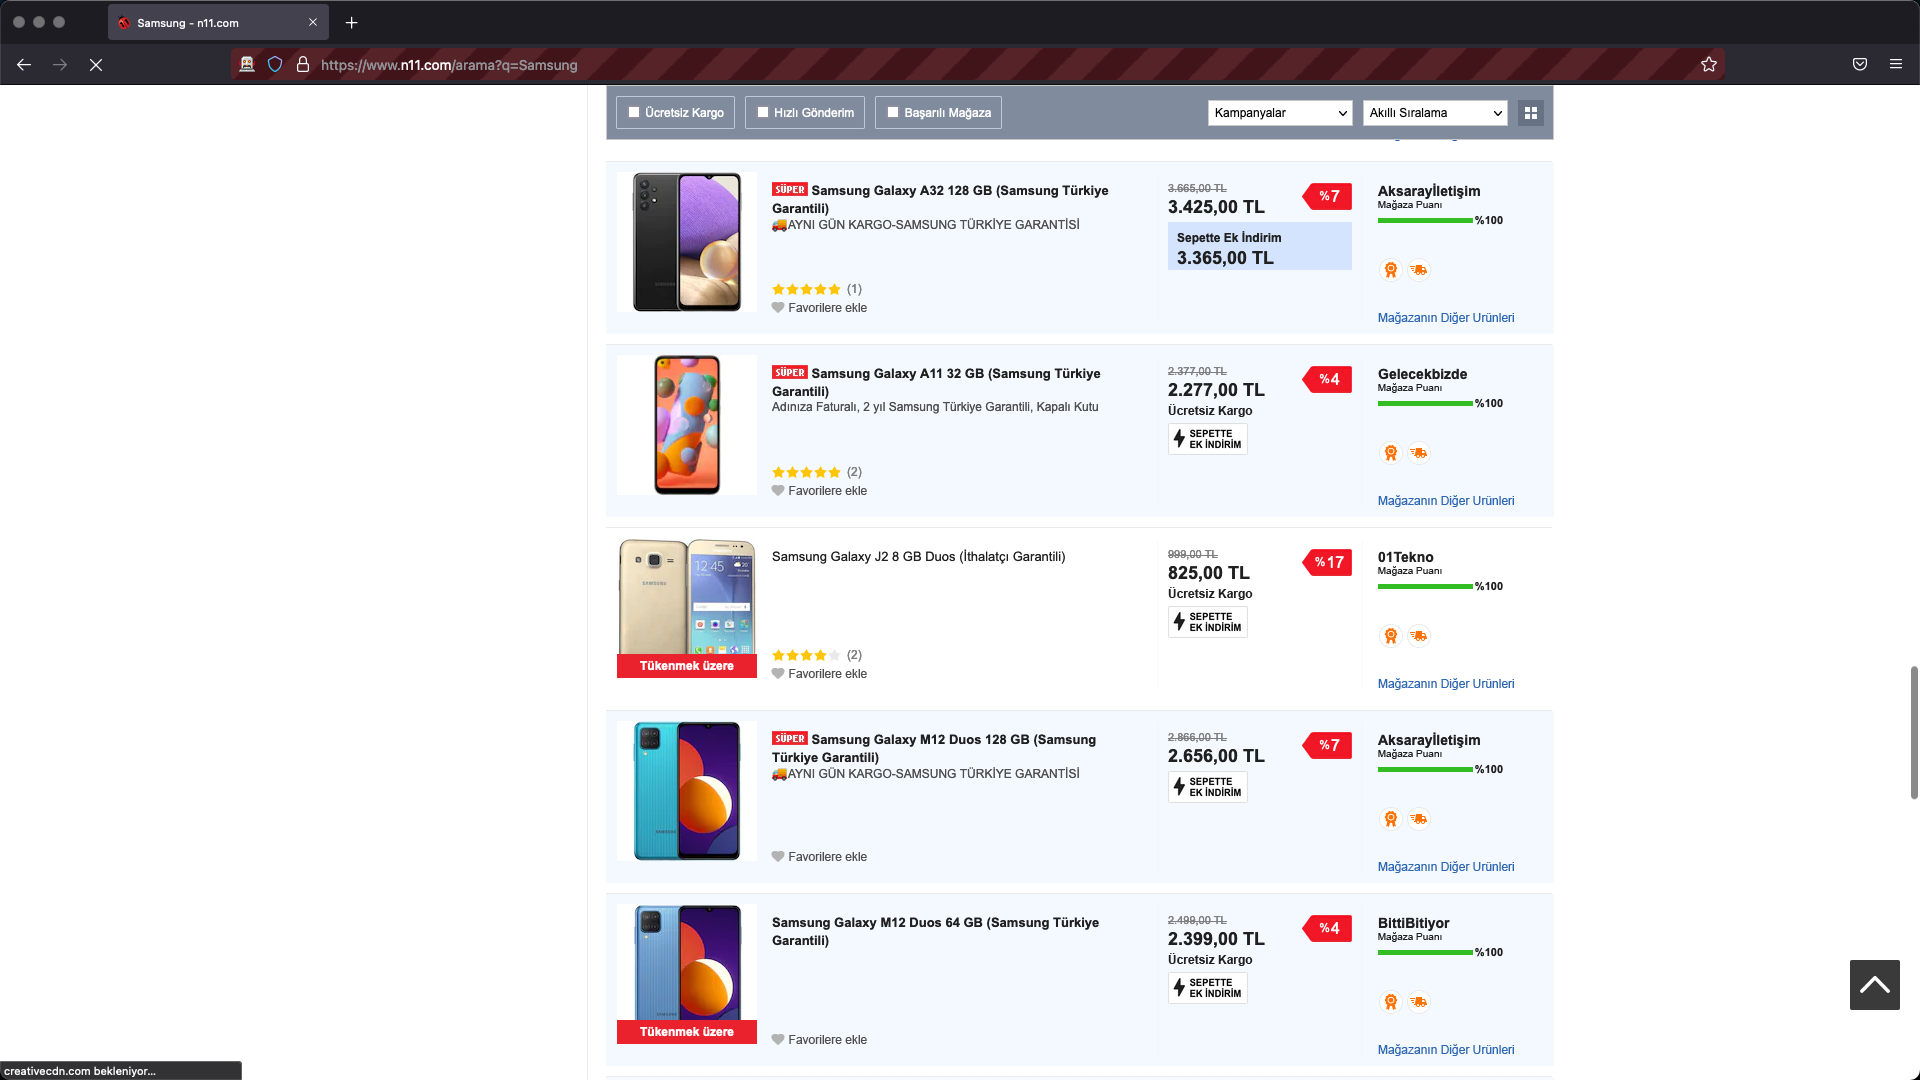 Samsung - n11.com
https://www.n11.com/arama?q=Samsung
Ücretsiz Kargo
Hızlı Gönderim
Başarılı Mağaza
Kampanyalar
Akıllı Sıralama
SÜPER Samsung Galaxy A32 128 GB (Samsung Türkiye
Garantili)
🚚AYNI GÜN KARGO-SAMSUNG TÜRKİYE GARANTİSİ
(1)
Favorilere ekle
3.665,00 TL
3.425,00 TL
%7
Sepette Ek İndirim
3.365,00 TL
Aksarayİletişim
Mağaza Puanı
%100
Mağazanın Diğer Ürünleri
SÜPER Samsung Galaxy A11 32 GB (Samsung Türkiye
Garantili)
Adınıza Faturalı, 2 yıl Samsung Türkiye Garantili, Kapalı Kutu
(2)
Favorilere ekle
2.377,00 TL
2.277,00 TL
%4
Ücretsiz Kargo
SEPETTE
EK İNDİRİM
Gelecekbizde
Mağaza Puanı
%100
Mağazanın Diğer Ürünleri
12:45
SAMSUNG
Tükenmek üzere
Samsung Galaxy J2 8 GB Duos (İthalatçı Garantili)
(2)
Favorilere ekle
999,00 TL
825,00 TL
%17
Ücretsiz Kargo
SEPETTE
EK İNDİRİM
01Tekno
Mağaza Puanı
%100
Mağazanın Diğer Ürünleri
SÜPER Samsung Galaxy M12 Duos 128 GB (Samsung
Türkiye Garantili)
🚚AYNI GÜN KARGO-SAMSUNG TÜRKİYE GARANTİSİ
Favorilere ekle
2.866,00 TL
2.656,00 TL
%7
SEPETTE
EK İNDİRİM
Aksarayİletişim
Mağaza Puanı
%100
Mağazanın Diğer Ürünleri
Tükenmek üzere
Samsung Galaxy M12 Duos 64 GB (Samsung Türkiye
Garantili)
Favorilere ekle
2.499,00 TL
2.399,00 TL
%4
Ücretsiz Kargo
SEPETTE
EK İNDİRİM
BittiBitiyor
Mağaza Puanı
%100
Mağazanın Diğer Ürünleri
creativecdn.com bekleniyor...